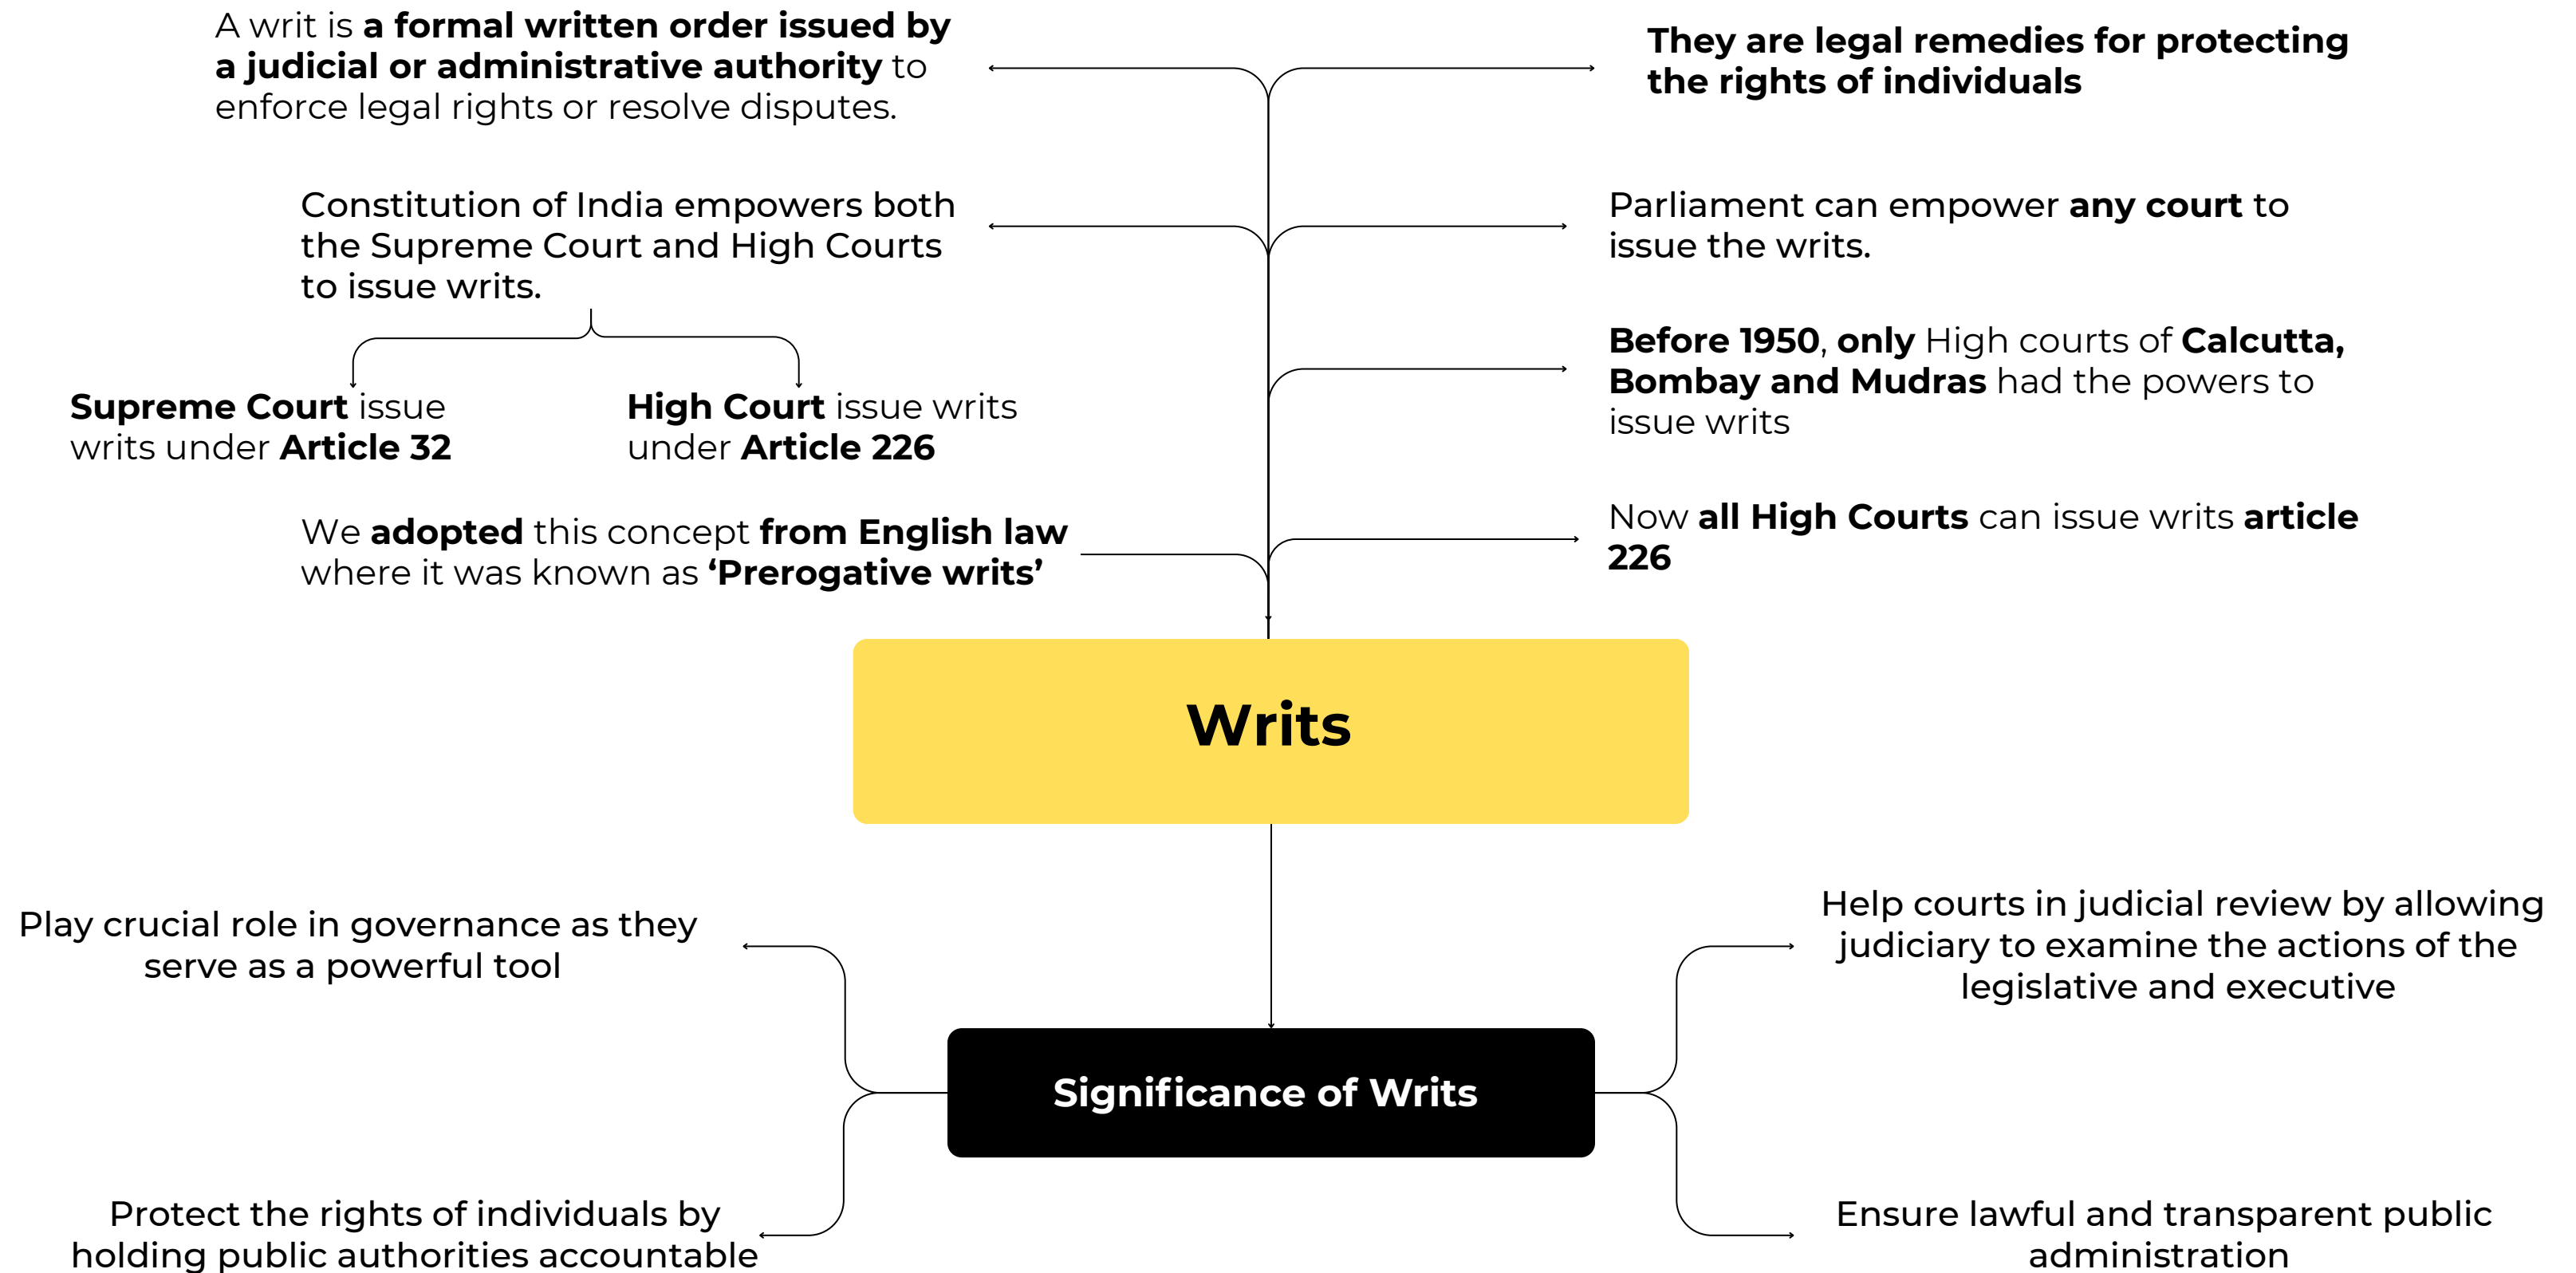 A writ is a formal written order issued by
a judicial or administrative authority to
enforce legal rights or resolve disputes.
They are legal remedies for protecting
the rights of individuals
Constitution of India empowers both
the Supreme Court and High Courts
to issue writs.
Parliament can empower any court to
issue the writs.
Supreme Court issue
writs under Article 32
High Court issue writs
under Article 226
Before 1950, only High courts of Calcutta,
Bombay and Mudras had the powers to
issue writs
We adopted this concept from English law
where it was known as ‘Prerogative writs’
Now all High Courts can issue writs article
226
Writs
Play crucial role in governance as they
serve as a powerful tool
Help courts in judicial review by allowing
judiciary to examine the actions of the
legislative and executive
Significance of Writs
Protect the rights of individuals by
holding public authorities accountable
Ensure lawful and transparent public
administration